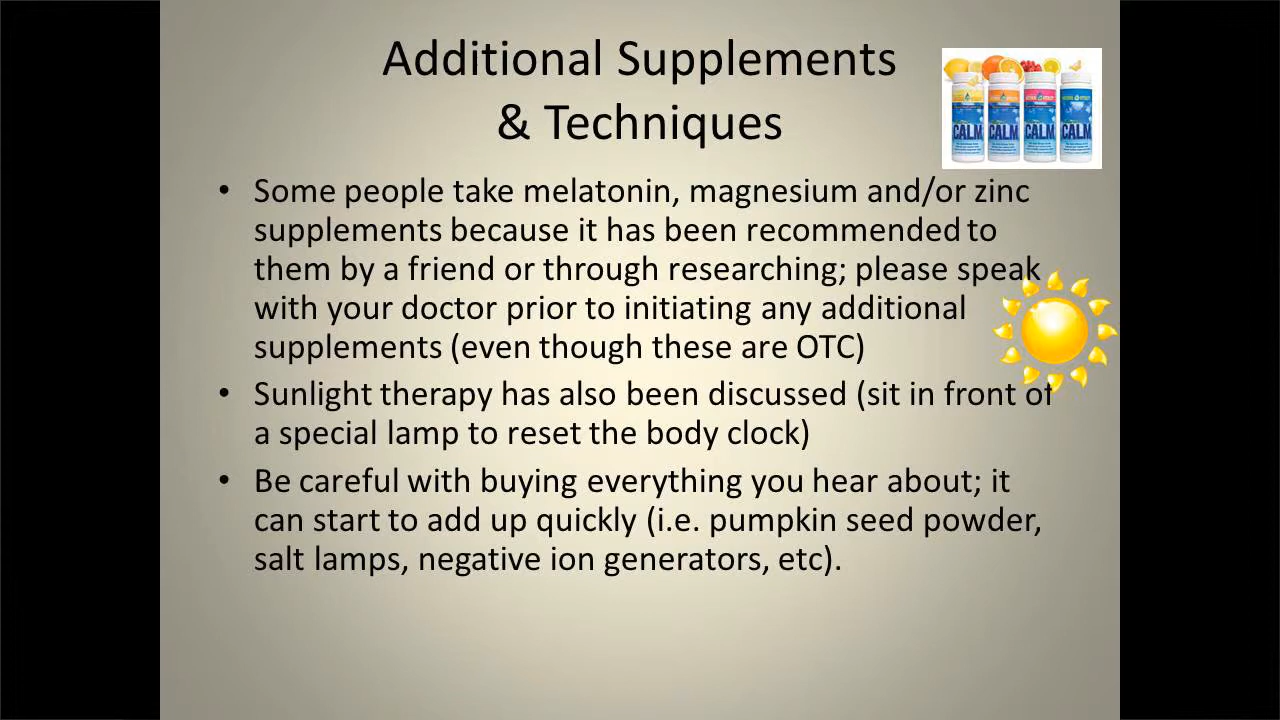 Additional Supplements
& Techniques
CALM CALM CALM CALM
• Some people take melatonin, magnesium and/or zinc
supplements because it has been recommended to
them by a friend or through researching; please speak
with your doctor prior to initiating any additional
supplements (even though these are OTC)
• Sunlight therapy has also been discussed (sit in front of
a special lamp to reset the body clock)
• Be careful with buying everything you hear about; it
can start to add up quickly (i.e. pumpkin seed powder,
salt lamps, negative ion generators, etc).